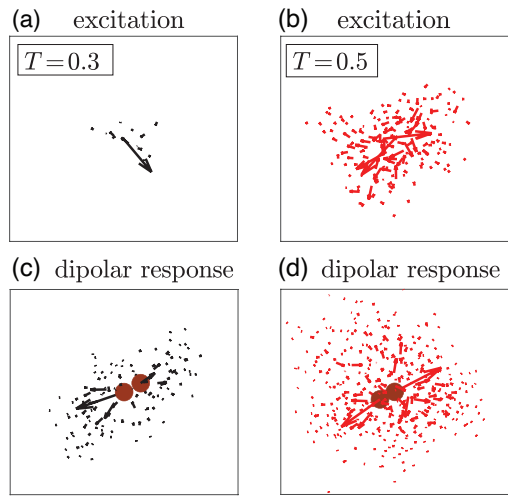 (a) excitation
T=0.3
(b) excitation
T=0.5
(c) dipolar response
(d) dipolar response